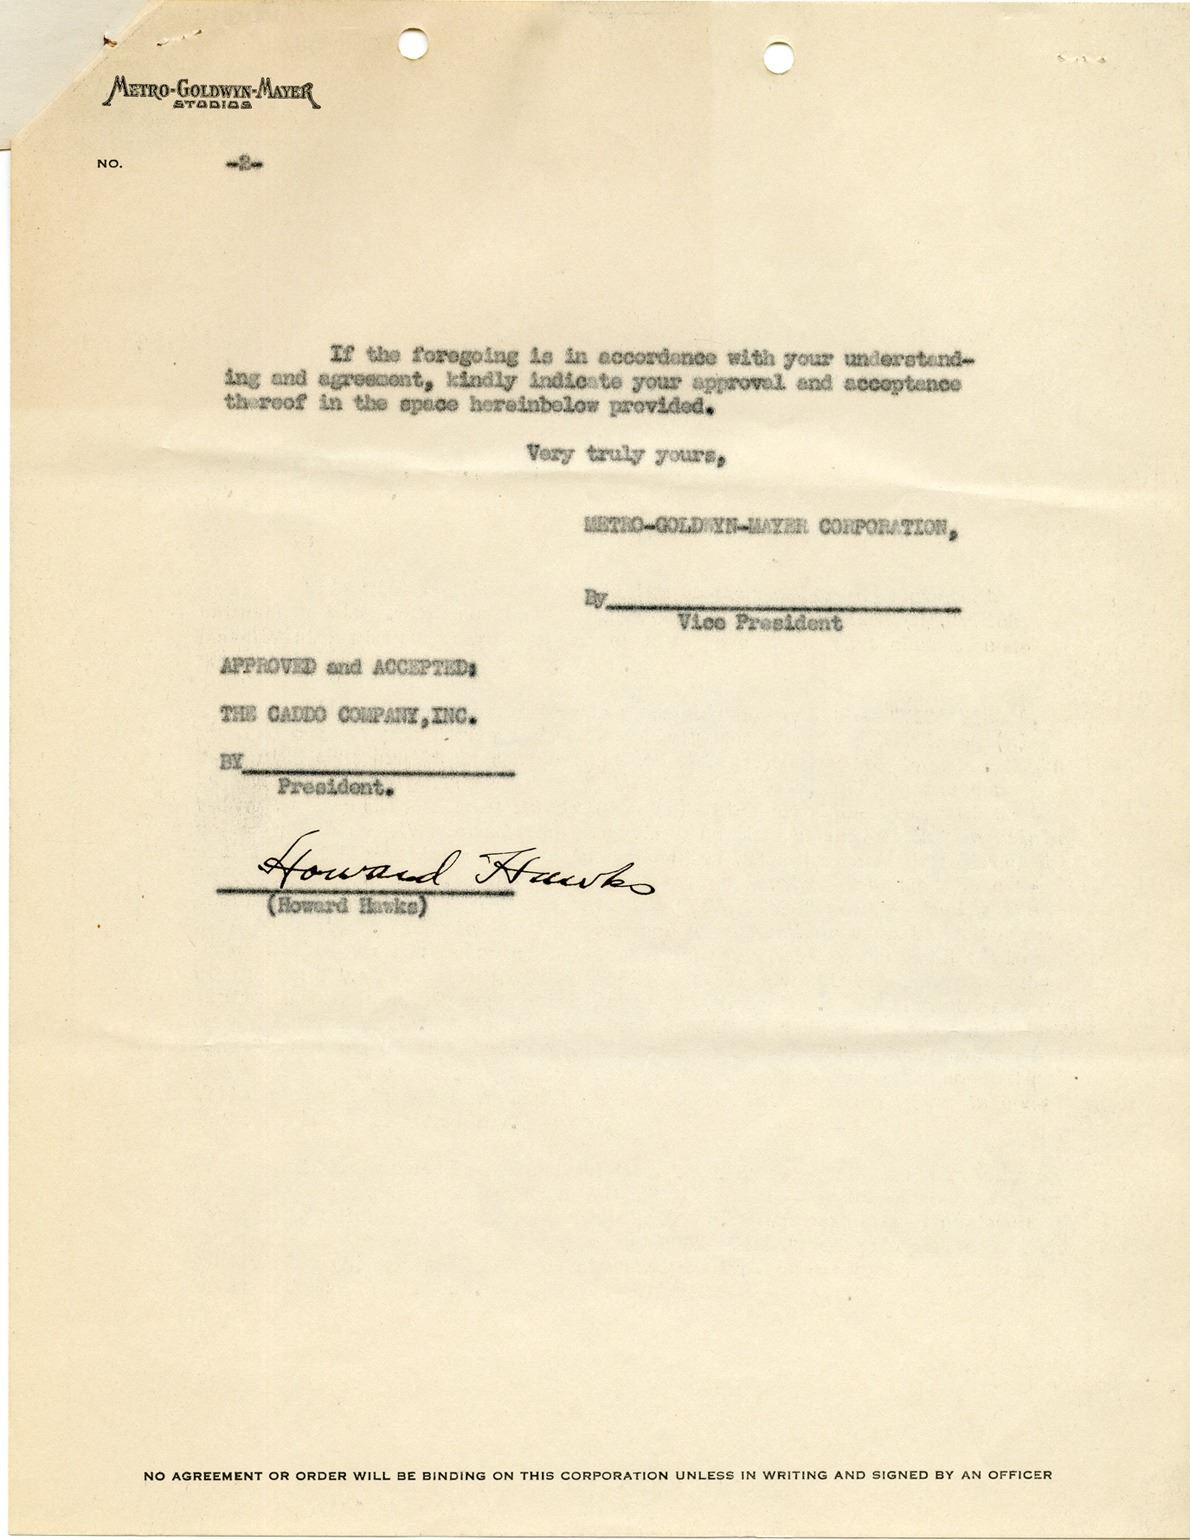 METRO-GOLDWYN-MAYER
STUDIOS
NO. -2-
If the foregoing is in accordance with your understand-
ing and agreement, kindly indicate your approval and acceptance
thereof in the space hereinbelow provided.
Very truly yours,
METRO-GOLDWYN-MAYER CORPORATION,
By
Vice President
APPROVED and ACCEPTED:
THE CADDO COMPANY,INC.
BY
President.
Howard Hawks
(Howard Hawks)
NO AGREEMENT OR ORDER WILL BE BINDING ON THIS CORPORATION UNLESS IN WRITING AND SIGNED BY AN OFFICER